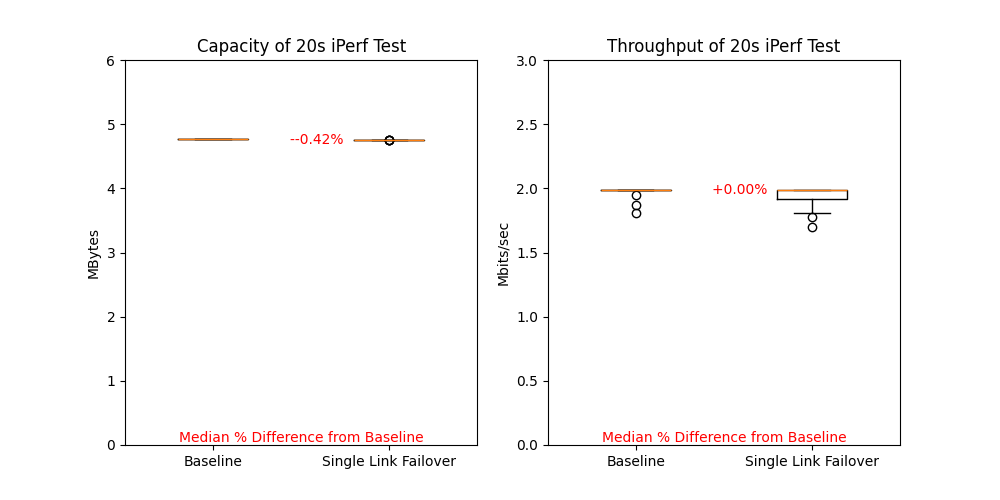 Capacity of 20s iPerf Test
6
5
4
3
2
1
0
MBytes
--0.42%
Median % Difference from Baseline
Baseline
Single Link Failover
Throughput of 20s iPerf Test
3.0
2.5
2.0
1.5
1.0
0.5
0.0
Mbits/sec
+0.00%
Median % Difference from Baseline
Baseline
Single Link Failover